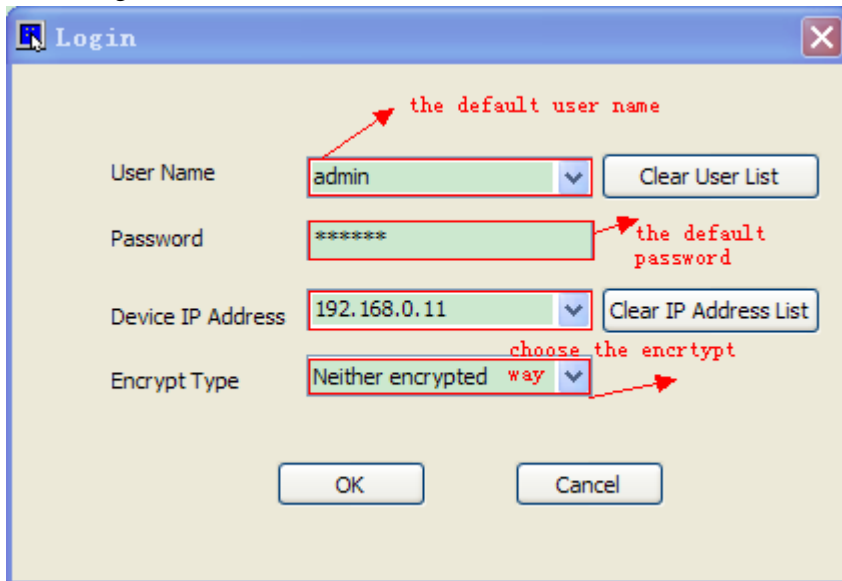 Login
the default user name
User Name
admin
Clear User List
Password
******
the default
password
Device IP Address
192.168.0.11
Clear IP Address List
choose the encrtypt
way
Encrypt Type
Neither encrypted
OK
Cancel